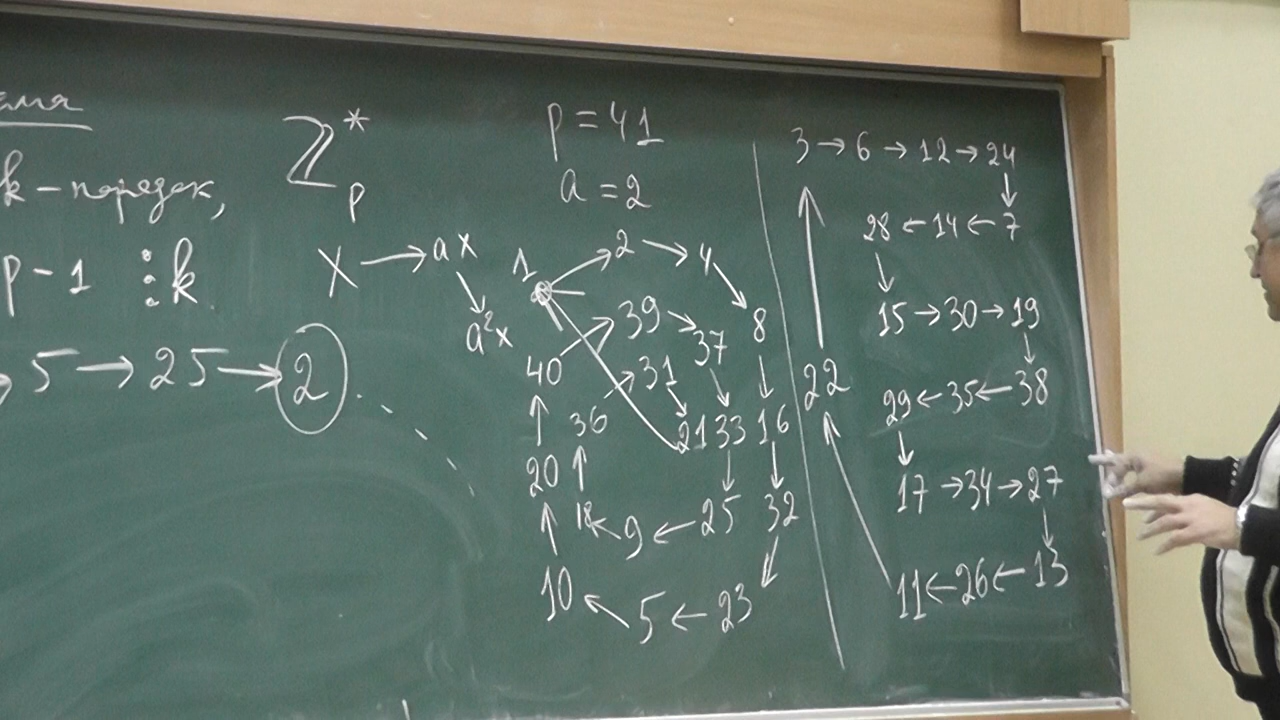 k – порядок,
p-1 ⋮ k
5 → 25 → 2
ℤ*p
x → ax
a²x
p = 41
a = 2
1 → 2 → 4
39 → 37 8
40 31
36 21 33 16
20
18 ← 9 ← 25 32
10 ← 5 ← 23
3 → 6 → 12 → 24
28 ← 14 ← 7
15 → 30 → 19
22 29 ← 35 ← 38
17 → 34 → 27
11 ← 26 ← 13